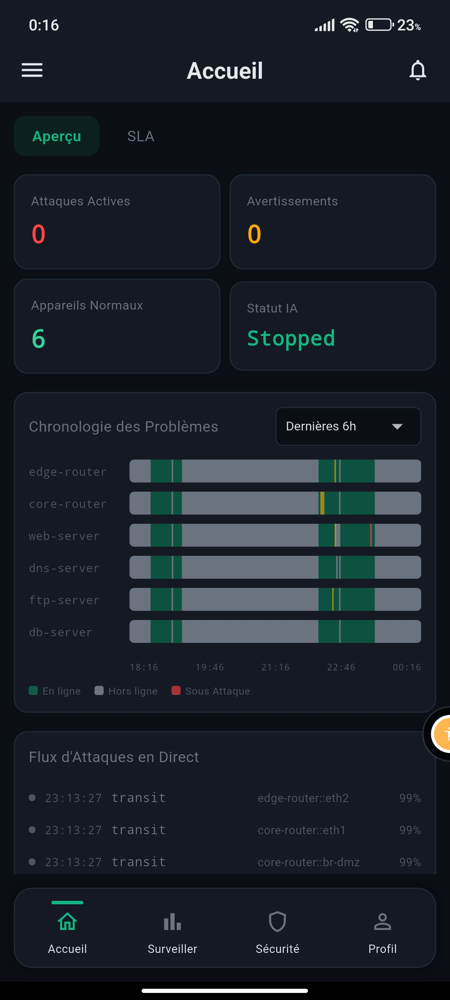 0:16
23%
Accueil
Aperçu
SLA
Attaques Actives
0
Avertissements
0
Appareils Normaux
6
Statut IA
Stopped
Chronologie des Problèmes
Dernières 6h
edge-router
core-router
web-server
dns-server
ftp-server
db-server
18:16 19:46 21:16 22:46 00:16
En ligne Hors ligne Sous Attaque
Flux d'Attaques en Direct
23:13:27 transit edge-router::eth2 99%
23:13:27 transit core-router::eth1 99%
23:13:27 transit core-router::br-dmz 99%
Accueil Surveiller Sécurité Profil